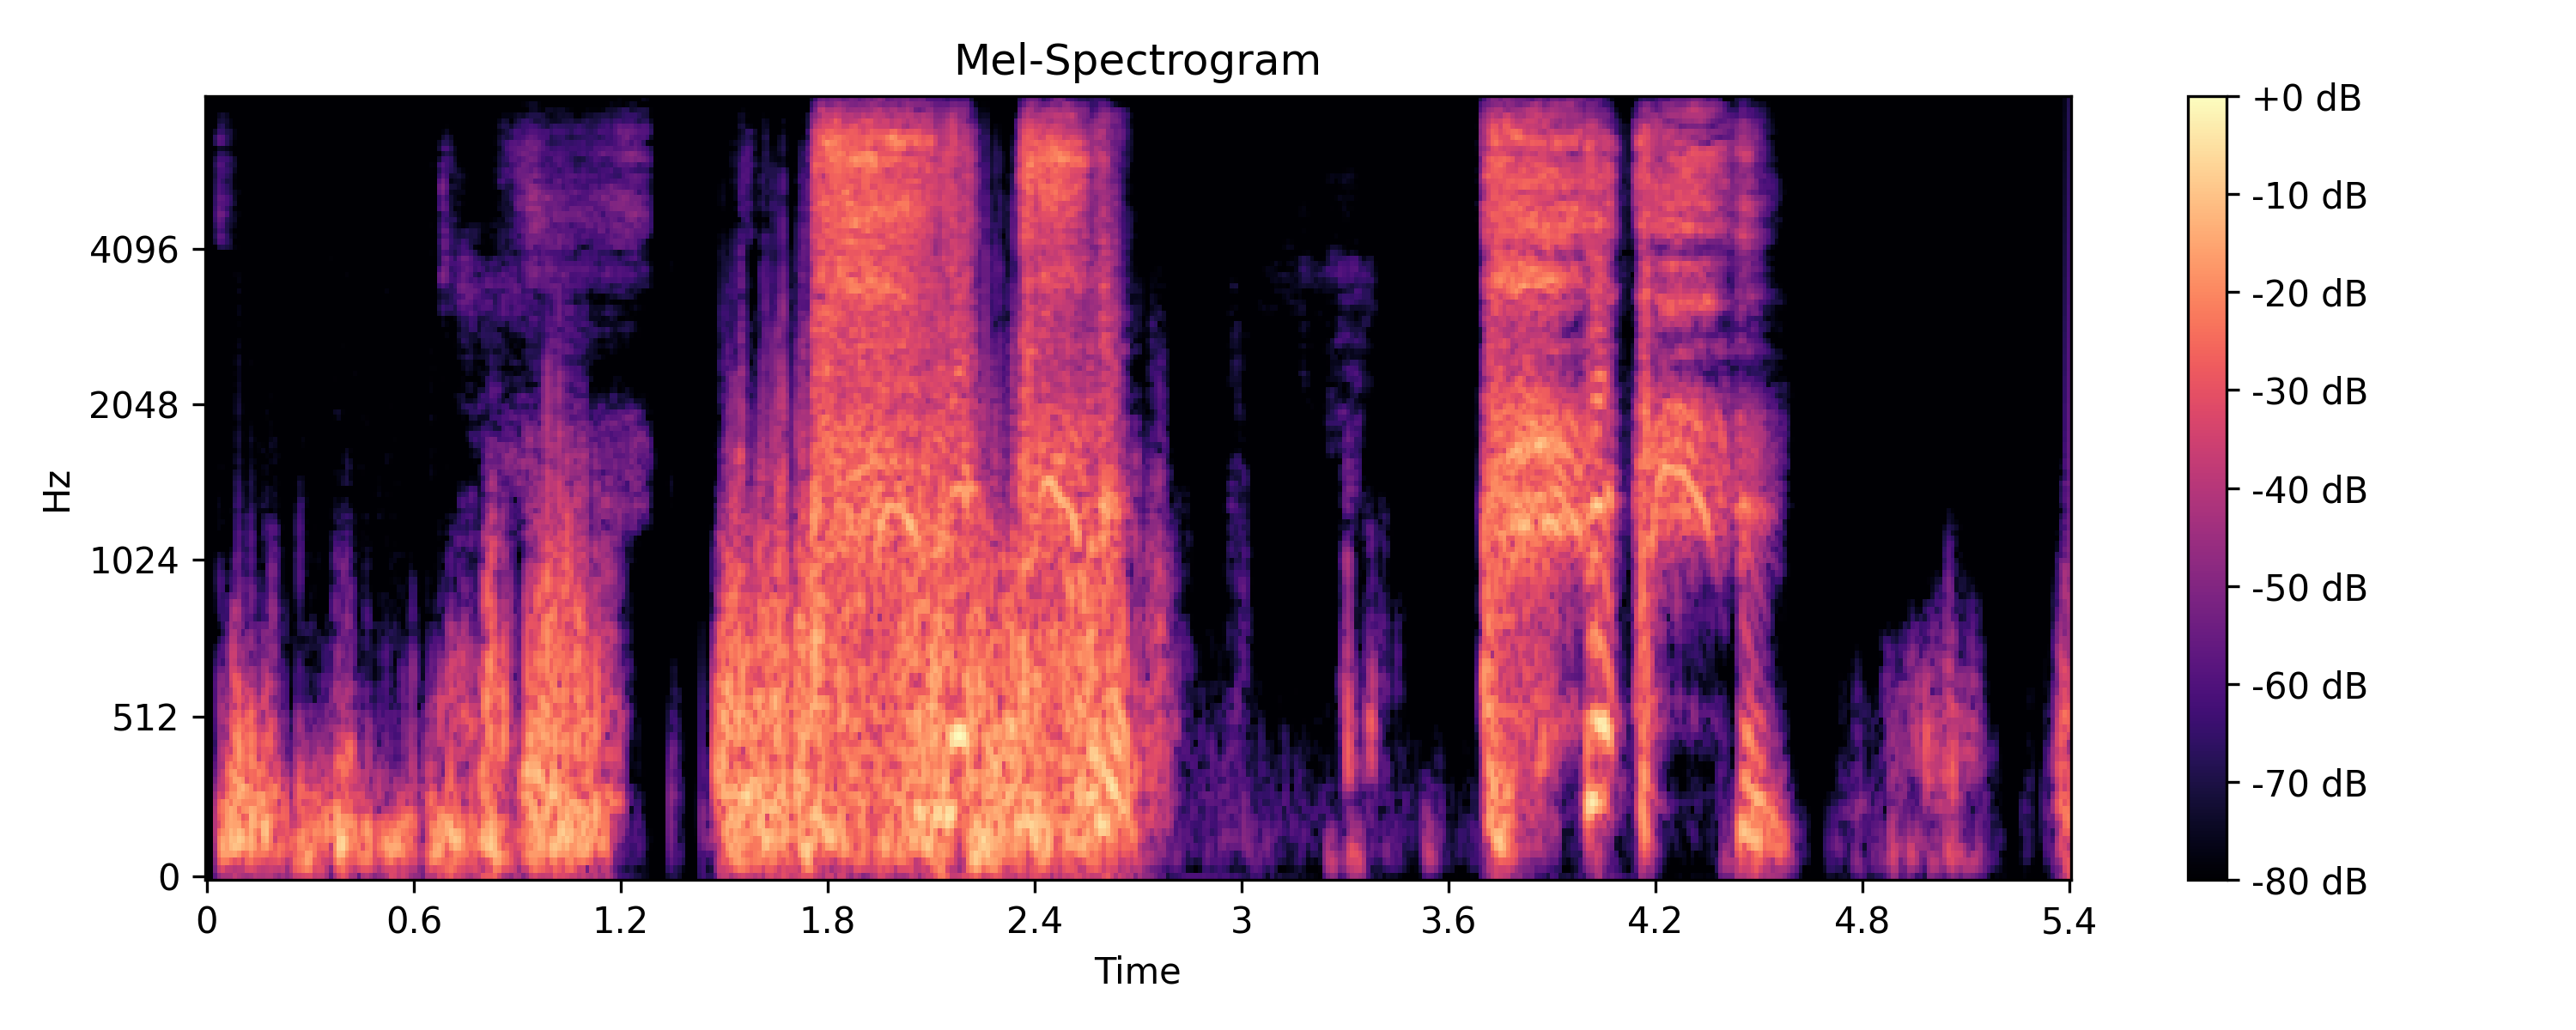 Mel-Spectrogram
+0 dB
-10 dB
-20 dB
-30 dB
-40 dB
-50 dB
-60 dB
-70 dB
-80 dB
Hz
4096
2048
1024
512
0
0 0.6 1.2 1.8 2.4 3 3.6 4.2 4.8 5.4
Time